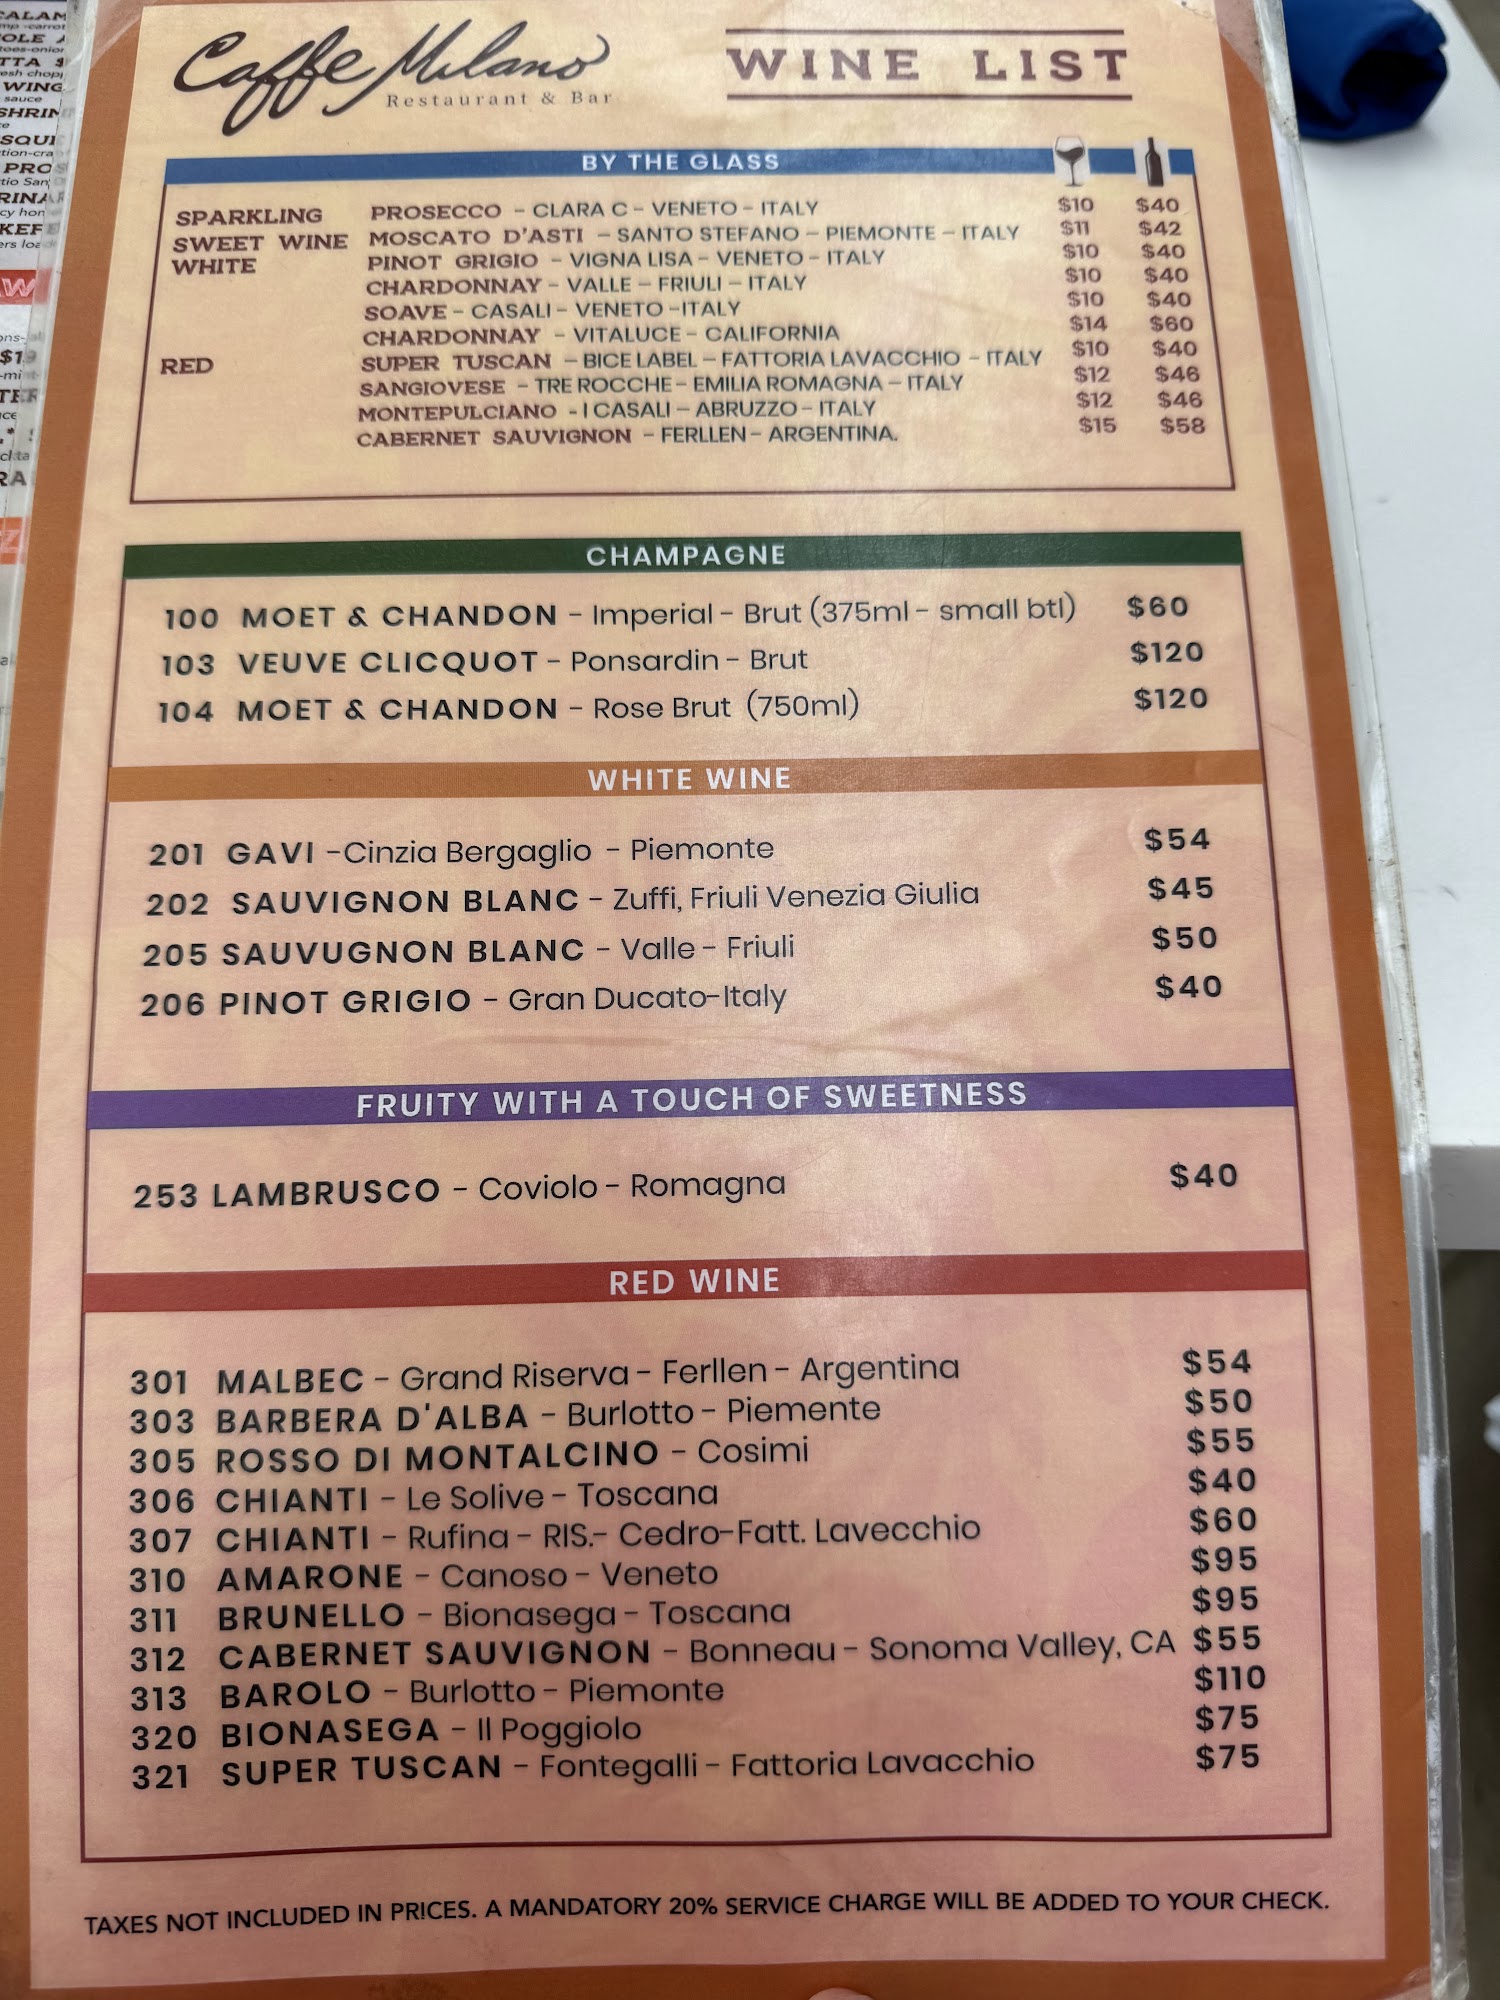 Caffe Milano
Restaurant & Bar
WINE LIST
BY THE GLASS
SPARKLING PROSECCO - CLARA C - VENETO - ITALY $10 $40
SWEET WINE MOSCATO D'ASTI - SANTO STEFANO - PIEMONTE - ITALY $11 $42
WHITE PINOT GRIGIO - VIGNA LISA - VENETO - ITALY $10 $40
CHARDONNAY - VALLE - FRIULI - ITALY $10 $40
SOAVE - CASALI - VENETO -ITALY $10 $40
CHARDONNAY - VITALUCE - CALIFORNIA $14 $60
RED SUPER TUSCAN - BICE LABEL - FATTORIA LAVACCHIO - ITALY $10 $40
SANGIOVESE - TRE ROCCHE - EMILIA ROMAGNA - ITALY $12 $46
MONTEPULCIANO - I CASALI - ABRUZZO - ITALY $12 $46
CABERNET SAUVIGNON - FERLLEN - ARGENTINA. $15 $58
CHAMPAGNE
100 MOET & CHANDON - Imperial - Brut (375ml - small btl) $60
103 VEUVE CLICQUOT - Ponsardin - Brut $120
104 MOET & CHANDON - Rose Brut (750ml) $120
WHITE WINE
201 GAVI -Cinzia Bergaglio - Piemonte $54
202 SAUVIGNON BLANC - Zuffi, Friuli Venezia Giulia $45
205 SAUVUGNON BLANC - Valle - Friuli $50
206 PINOT GRIGIO - Gran Ducato-Italy $40
FRUITY WITH A TOUCH OF SWEETNESS
253 LAMBRUSCO - Coviolo - Romagna $40
RED WINE
301 MALBEC - Grand Riserva - Ferllen - Argentina $54
303 BARBERA D'ALBA - Burlotto - Piemente $50
305 ROSSO DI MONTALCINO - Cosimi $55
306 CHIANTI - Le Solive - Toscana $40
307 CHIANTI - Rufina - RIS.- Cedro-Fatt. Lavecchio $60
310 AMARONE - Canoso - Veneto $95
311 BRUNELLO - Bionasega - Toscana $95
312 CABERNET SAUVIGNON - Bonneau - Sonoma Valley, CA $55
313 BAROLO - Burlotto - Piemonte $110
320 BIONASEGA - Il Poggiolo $75
321 SUPER TUSCAN - Fontegalli - Fattoria Lavacchio $75
TAXES NOT INCLUDED IN PRICES. A MANDATORY 20% SERVICE CHARGE WILL BE ADDED TO YOUR CHECK.